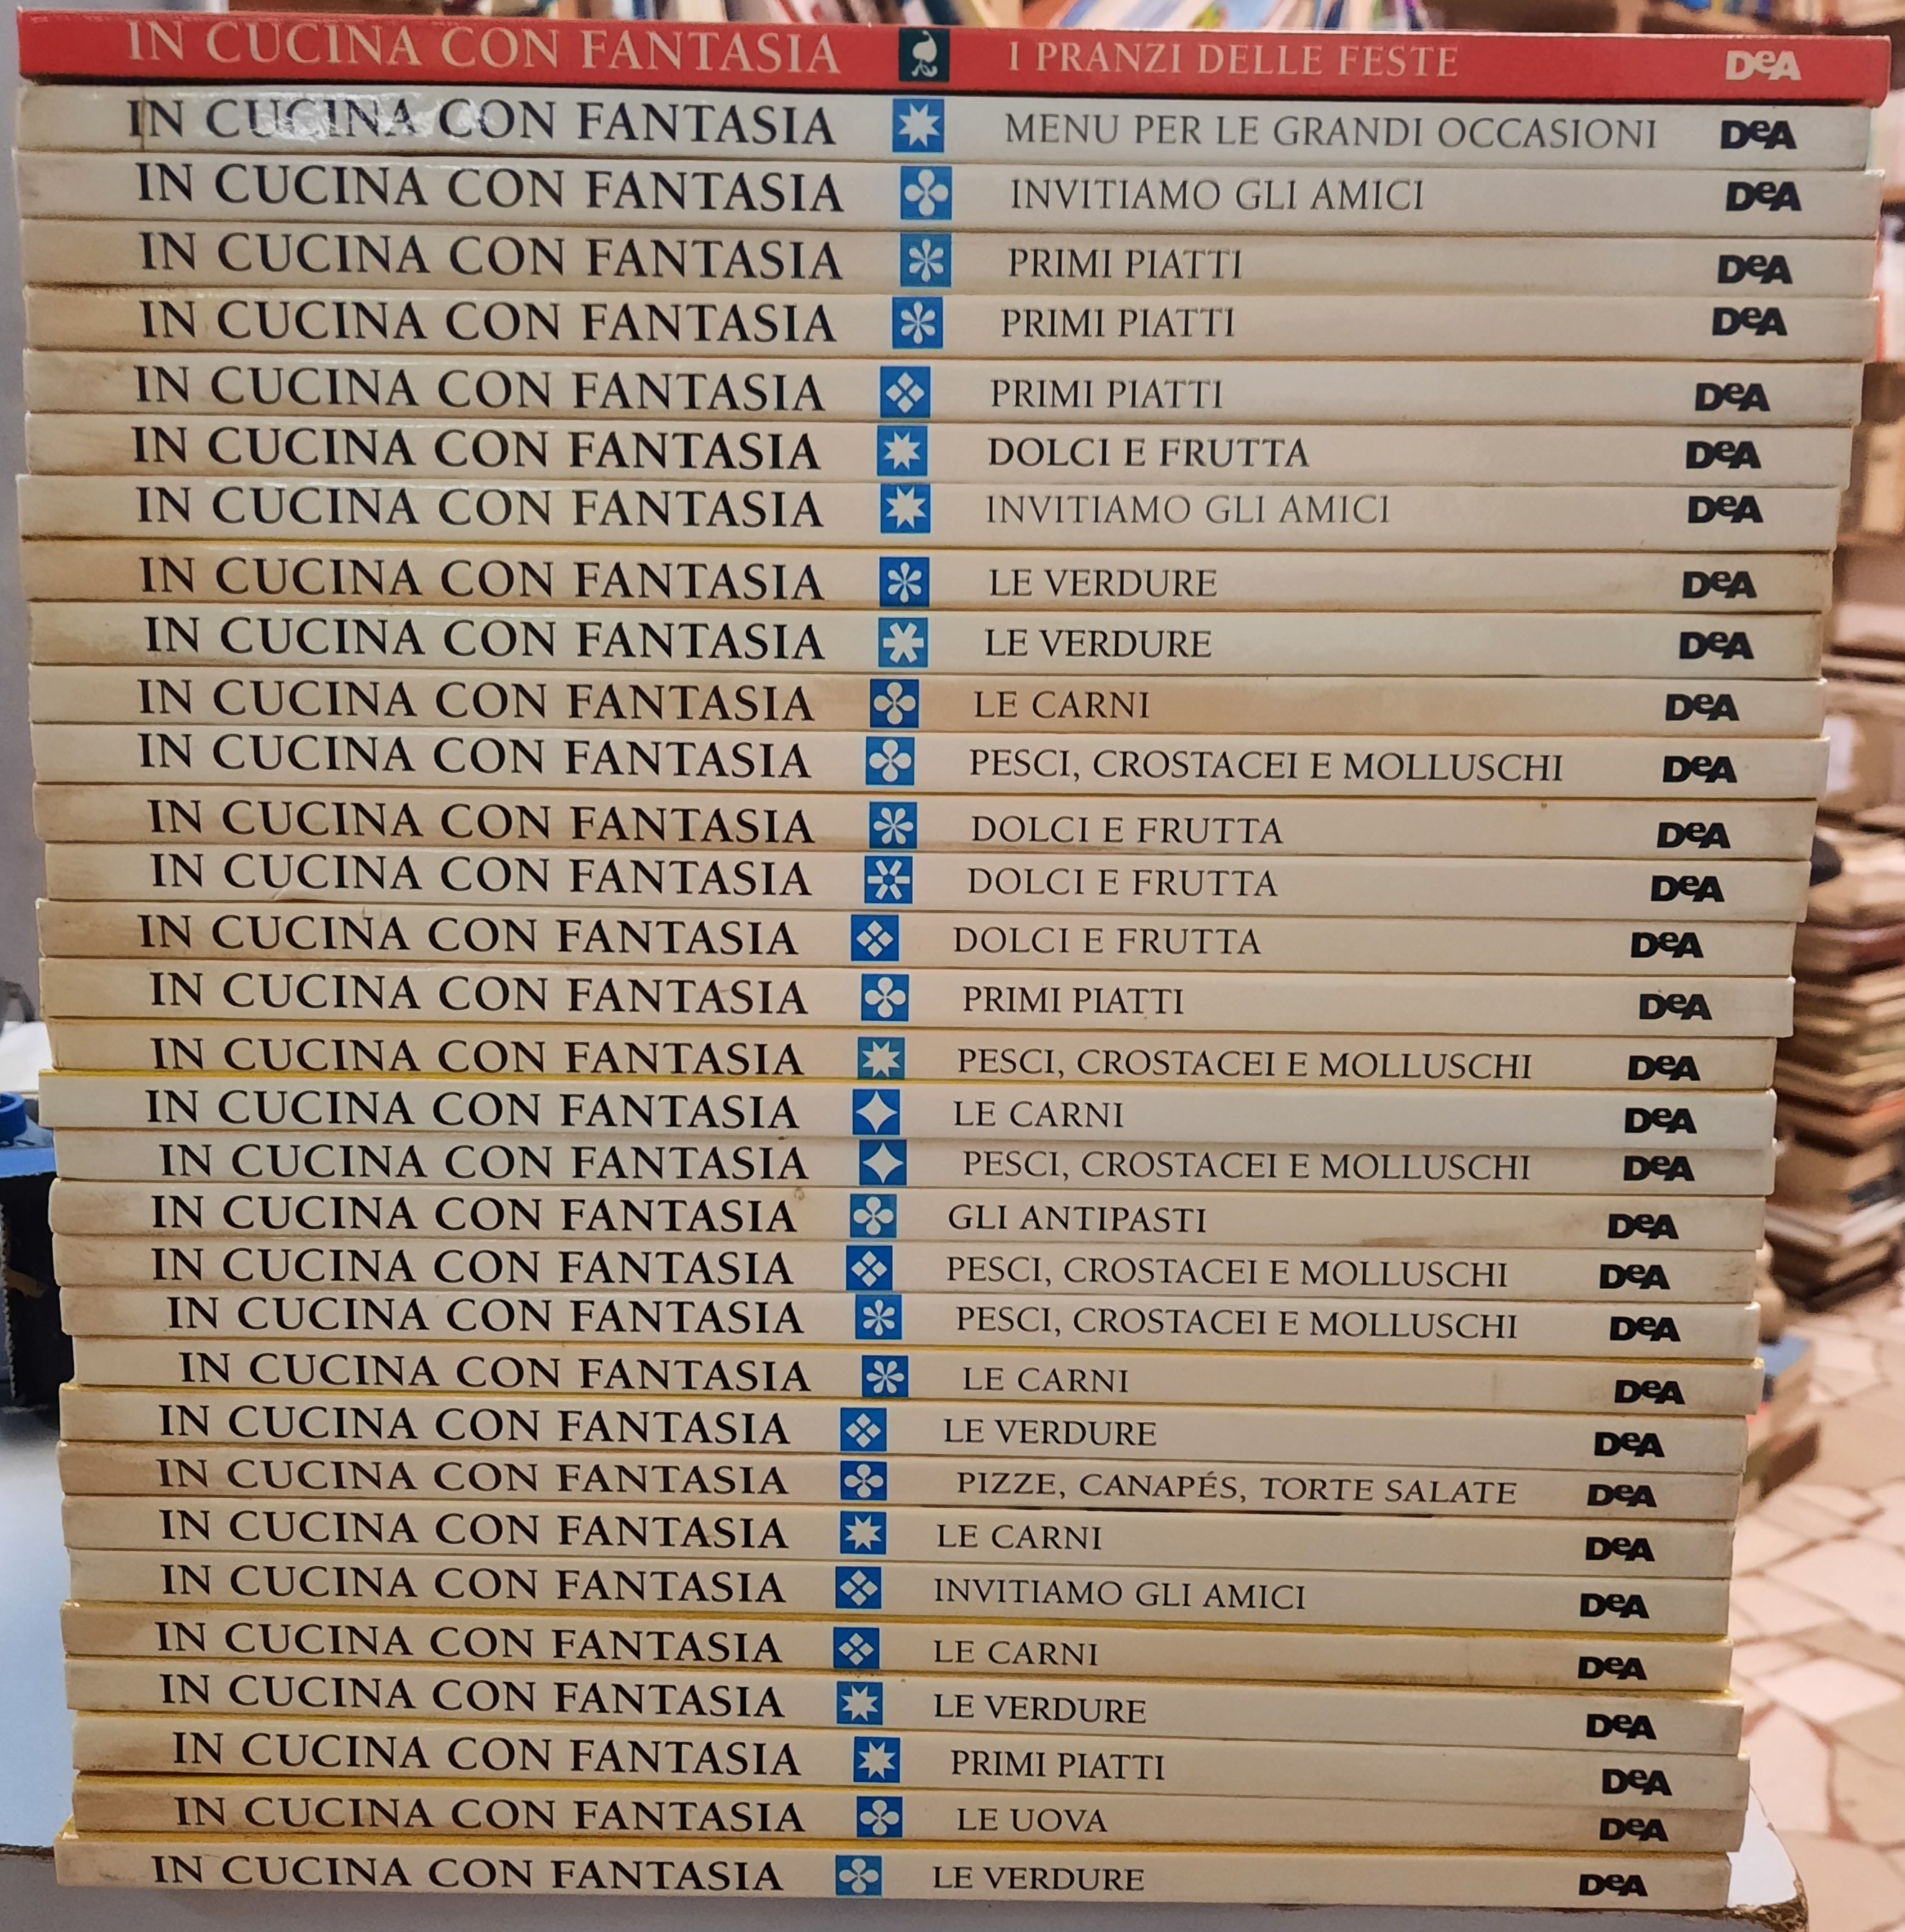 IN CUCINA CON FANTASIA I PRANZI DELLE FESTE DeA
IN CUCINA CON FANTASIA MENU PER LE GRANDI OCCASIONI DeA
IN CUCINA CON FANTASIA INVITIAMO GLI AMICI DeA
IN CUCINA CON FANTASIA PRIMI PIATTI DeA
IN CUCINA CON FANTASIA PRIMI PIATTI DeA
IN CUCINA CON FANTASIA PRIMI PIATTI DeA
IN CUCINA CON FANTASIA DOLCI E FRUTTA DeA
IN CUCINA CON FANTASIA INVITIAMO GLI AMICI DeA
IN CUCINA CON FANTASIA LE VERDURE DeA
IN CUCINA CON FANTASIA LE VERDURE DeA
IN CUCINA CON FANTASIA LE CARNI DeA
IN CUCINA CON FANTASIA PESCI, CROSTACEI E MOLLUSCHI DeA
IN CUCINA CON FANTASIA DOLCI E FRUTTA DeA
IN CUCINA CON FANTASIA DOLCI E FRUTTA DeA
IN CUCINA CON FANTASIA DOLCI E FRUTTA DeA
IN CUCINA CON FANTASIA PRIMI PIATTI DeA
IN CUCINA CON FANTASIA PESCI, CROSTACEI E MOLLUSCHI DeA
IN CUCINA CON FANTASIA LE CARNI DeA
IN CUCINA CON FANTASIA PESCI, CROSTACEI E MOLLUSCHI DeA
IN CUCINA CON FANTASIA GLI ANTIPASTI DeA
IN CUCINA CON FANTASIA PESCI, CROSTACEI E MOLLUSCHI DeA
IN CUCINA CON FANTASIA PESCI, CROSTACEI E MOLLUSCHI DeA
IN CUCINA CON FANTASIA LE CARNI DeA
IN CUCINA CON FANTASIA LE VERDURE DeA
IN CUCINA CON FANTASIA PIZZE, CANAPÉS, TORTE SALATE DeA
IN CUCINA CON FANTASIA LE CARNI DeA
IN CUCINA CON FANTASIA INVITIAMO GLI AMICI DeA
IN CUCINA CON FANTASIA LE CARNI DeA
IN CUCINA CON FANTASIA LE VERDURE DeA
IN CUCINA CON FANTASIA PRIMI PIATTI DeA
IN CUCINA CON FANTASIA LE UOVA DeA
IN CUCINA CON FANTASIA LE VERDURE DeA